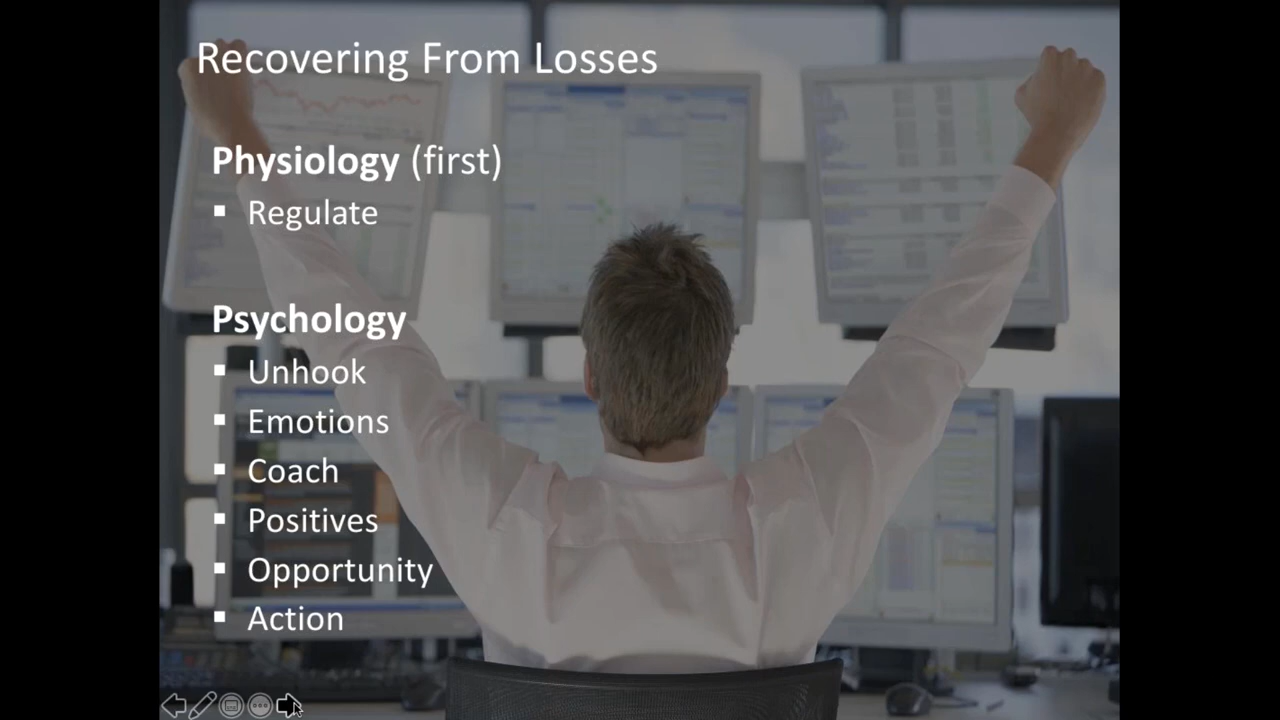 Recovering From Losses
Physiology (first)
▪ Regulate
Psychology
▪ Unhook
▪ Emotions
▪ Coach
▪ Positives
▪ Opportunity
▪ Action